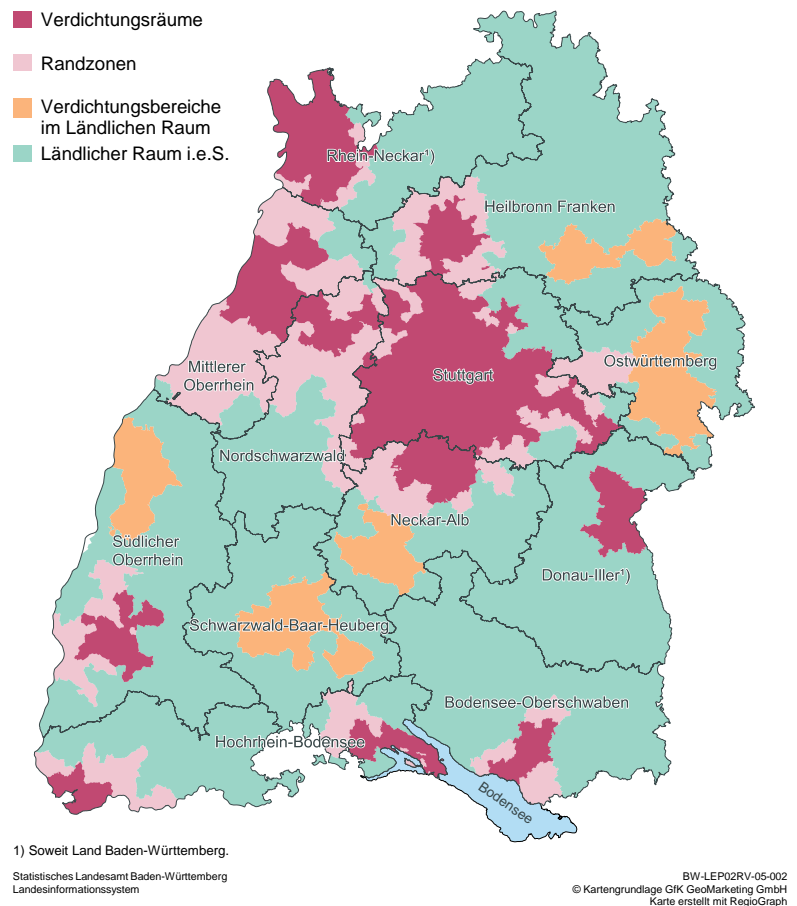 Verdichtungsräume
Randzonen
Verdichtungsbereiche
im Ländlichen Raum
Ländlicher Raum i.e.S.
Rhein-Neckar¹)
Heilbronn Franken
Mittlerer
Oberrhein
Stuttgart
Ostwürttemberg
Nordschwarzwald
Neckar-Alb
Südlicher
Oberrhein
Donau-Iller¹)
Schwarzwald-Baar-Heuberg
Bodensee-Oberschwaben
Hochrhein-Bodensee
Bodensee
1) Soweit Land Baden-Württemberg.
Statistisches Landesamt Baden-Württemberg
Landesinformationssystem
BW-LEP02RV-05-002
© Kartengrundlage GfK GeoMarketing GmbH
Karte erstellt mit RegioGraph